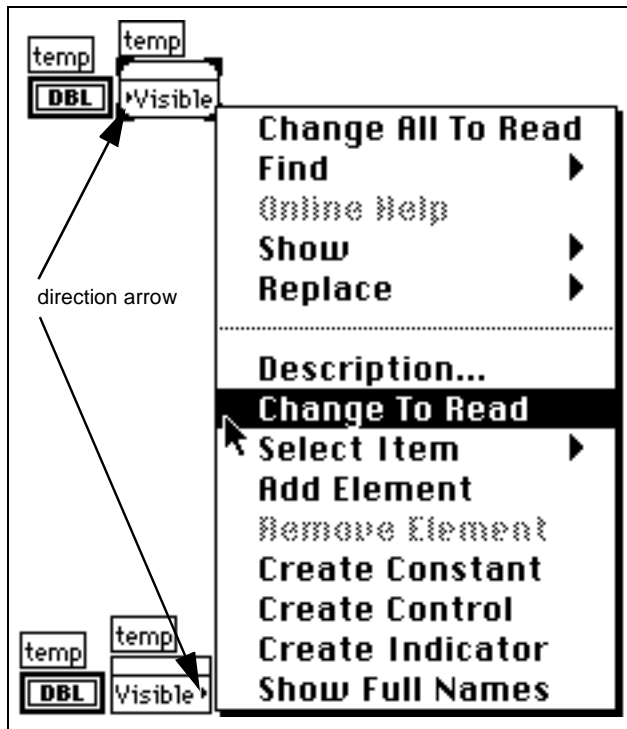 temp
temp
DBL
Visible
Change All To Read
Find
Online Help
Show
Replace
direction arrow
Description...
Change To Read
Select Item
Add Element
Remove Element
Create Constant
Create Control
Create Indicator
Show Full Names
temp
temp
DBL
Visible